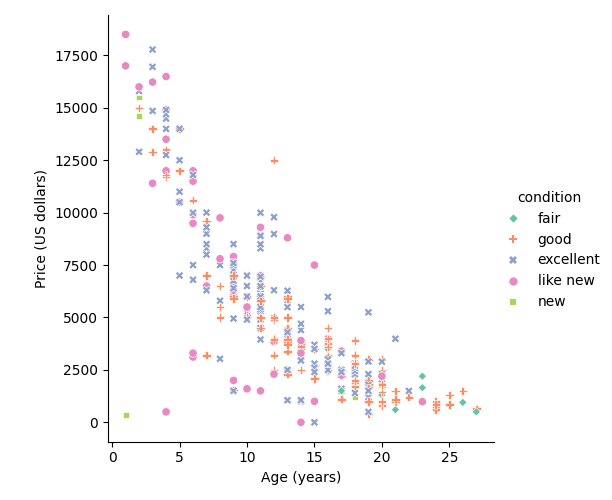 17500
15000
12500
10000
7500
5000
2500
0
Price (US dollars)
0 5 10 15 20 25
Age (years)
condition
fair
good
excellent
like new
new